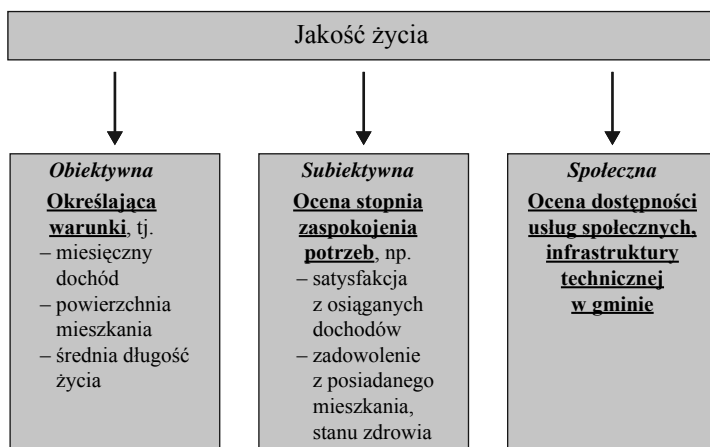 Jakość życia
Obiektywna
Określająca
warunki, tj.
– miesięczny
dochód
– powierzchnia
mieszkania
– średnia długość
życia
Subiektywna
Ocena stopnia
zaspokojenia
potrzeb, np.
– satysfakcja
z osiąganych
dochodów
– zadowolenie
z posiadanego
mieszkania,
stanu zdrowia
Społeczna
Ocena dostępności
usług społecznych,
infrastruktury
technicznej
w gminie